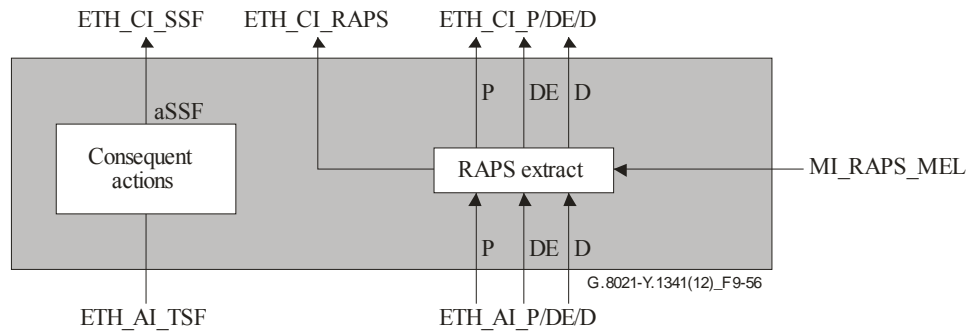 ETH_CI_SSF ETH_CI_RAPS ETH_CI_P/DE/D
P DE D
aSSF
Consequent
actions
RAPS extract
MI_RAPS_MEL
P DE D
G.8021-Y.1341(12)_F9-56
ETH_AI_TSF ETH_AI_P/DE/D